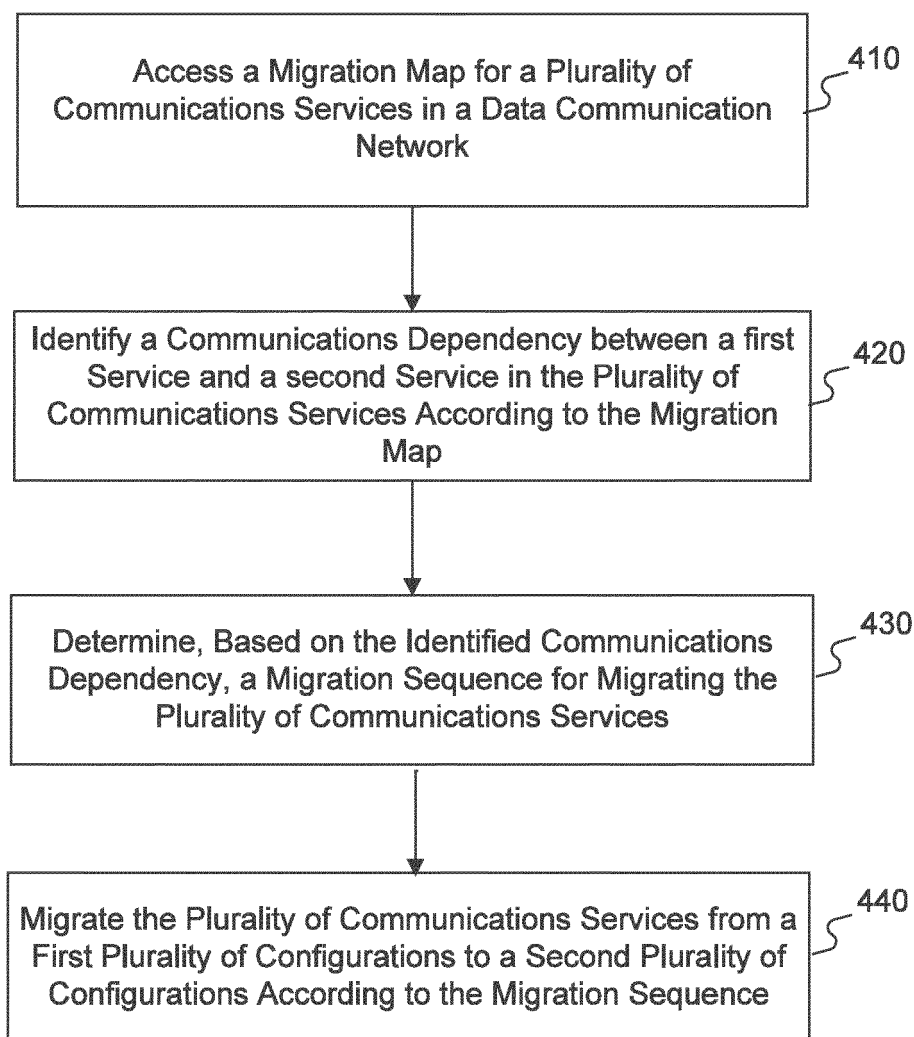 Access a Migration Map for a Plurality of
Communications Services in a Data Communication
Network
410
Identify a Communications Dependency between a first
Service and a second Service in the Plurality of
Communications Services According to the Migration
Map
420
Determine, Based on the Identified Communications
Dependency, a Migration Sequence for Migrating the
Plurality of Communications Services
430
Migrate the Plurality of Communications Services from a
First Plurality of Configurations to a Second Plurality of
Configurations According to the Migration Sequence
440